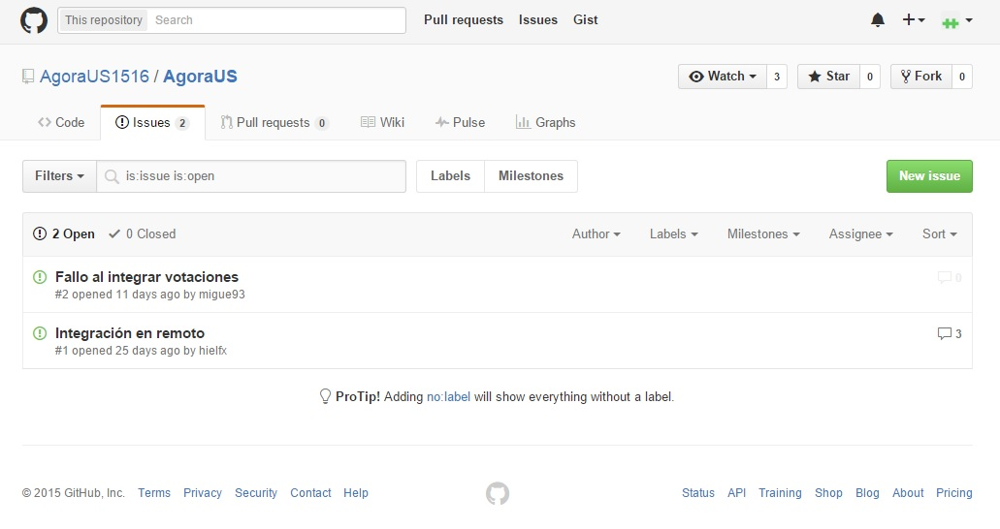 This repository Search Pull requests Issues Gist
AgoraUS1516 / AgoraUS Watch 3 Star 0 Fork 0
Code Issues 2 Pull requests 0 Wiki Pulse Graphs
Filters is:issue is:open Labels Milestones New issue
2 Open 0 Closed Author Labels Milestones Assignee Sort
Fallo al integrar votaciones 0
#2 opened 11 days ago by migue93
Integración en remoto 3
#1 opened 25 days ago by hielfx
ProTip! Adding no:label will show everything without a label.
© 2015 GitHub, Inc. Terms Privacy Security Contact Help Status API Training Shop Blog About Pricing